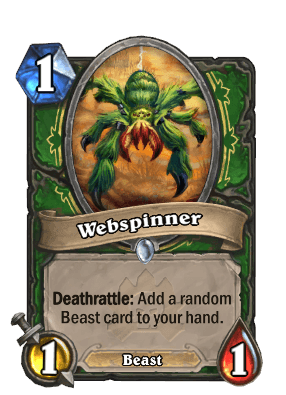 1
Webspinner
Deathrattle: Add a random
Beast card to your hand.
1
Beast
1